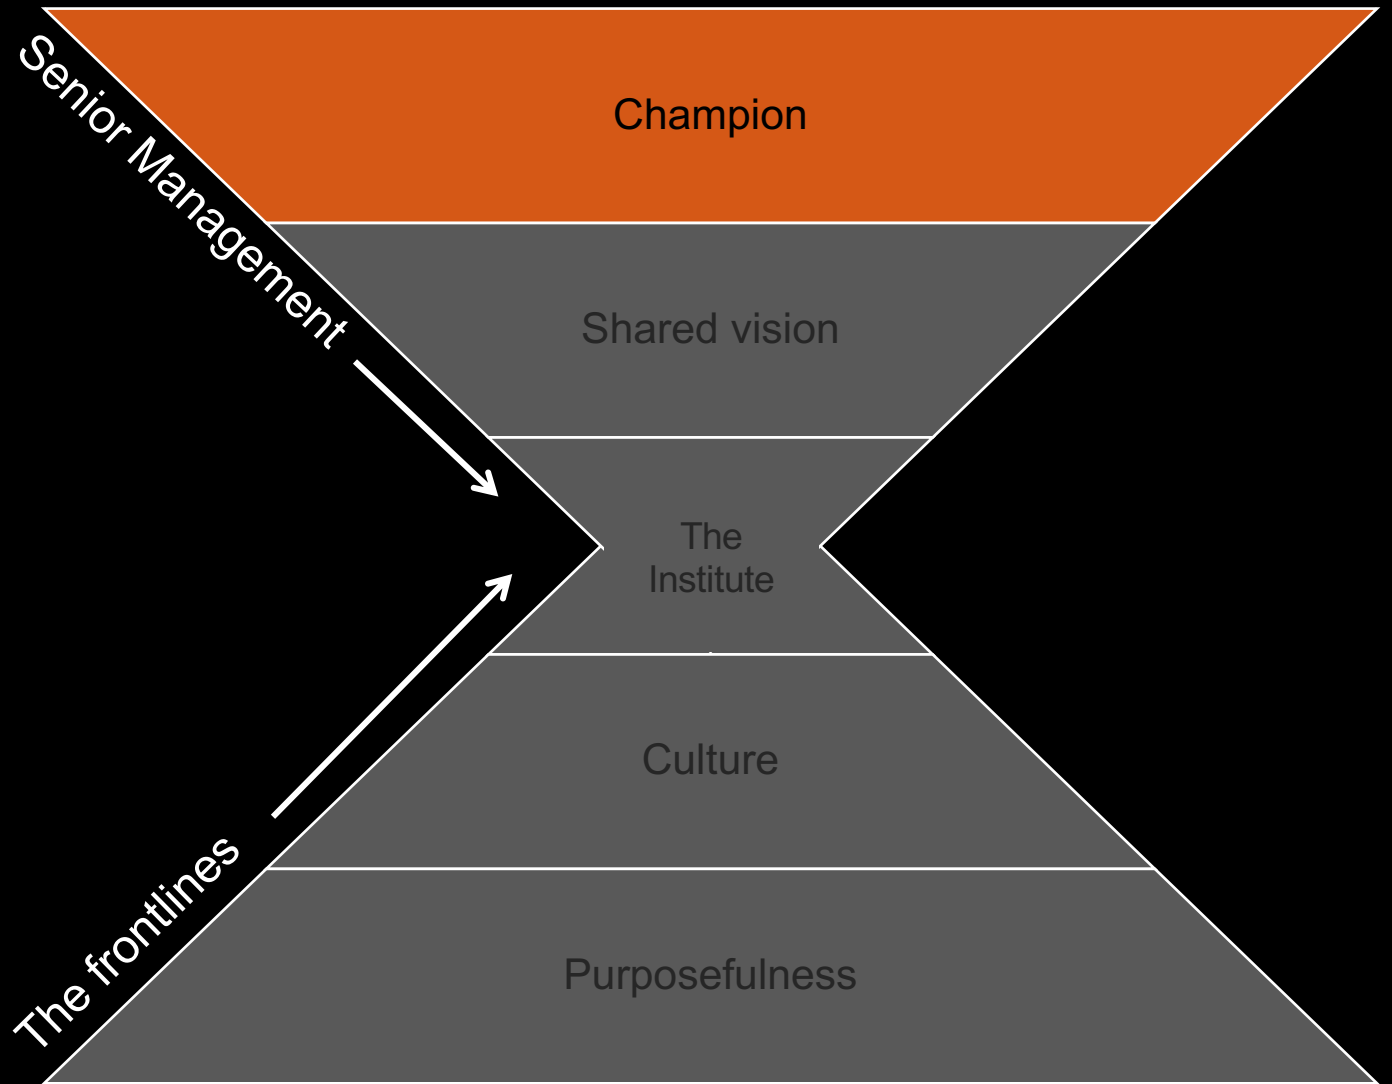 Senior Management
Champion
Shared vision
The
Institute
Culture
Purposefulness
The frontlines